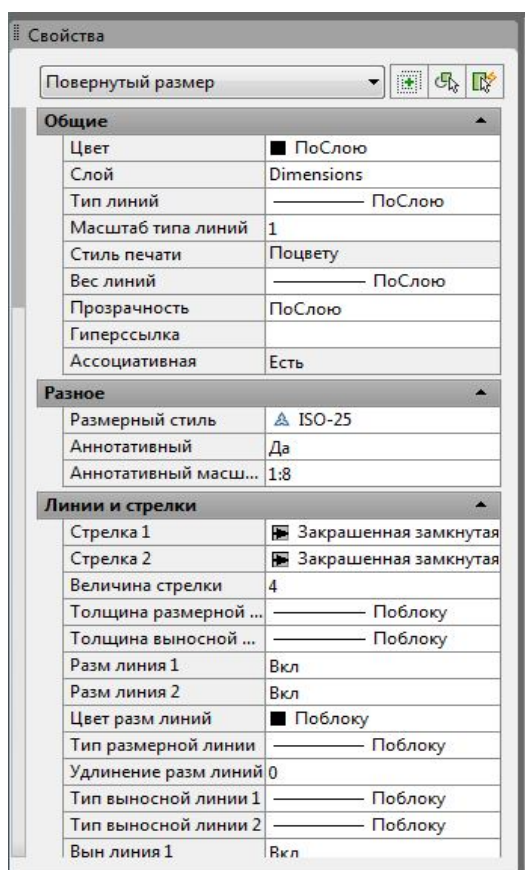 Свойства
Повернутый размер
Общие
Цвет ПоСлою
Слой Dimensions
Тип линий ПоСлою
Масштаб типа линий 1
Стиль печати Поцвету
Вес линий ПоСлою
Прозрачность ПоСлою
Гиперссылка
Ассоциативная Есть
Разное
Размерный стиль ISO-25
Аннотативный Да
Аннотативный масш... 1:8
Линии и стрелки
Стрелка 1 Закрашенная замкнутая
Стрелка 2 Закрашенная замкнутая
Величина стрелки 4
Толщина размерной ... Поблоку
Толщина выносной ... Поблоку
Разм линия 1 Вкл
Разм линия 2 Вкл
Цвет разм линий Поблоку
Тип размерной линии Поблоку
Удлинение разм линий 0
Тип выносной линии 1 Поблоку
Тип выносной линии 2 Поблоку
Вын линия 1 Вкл